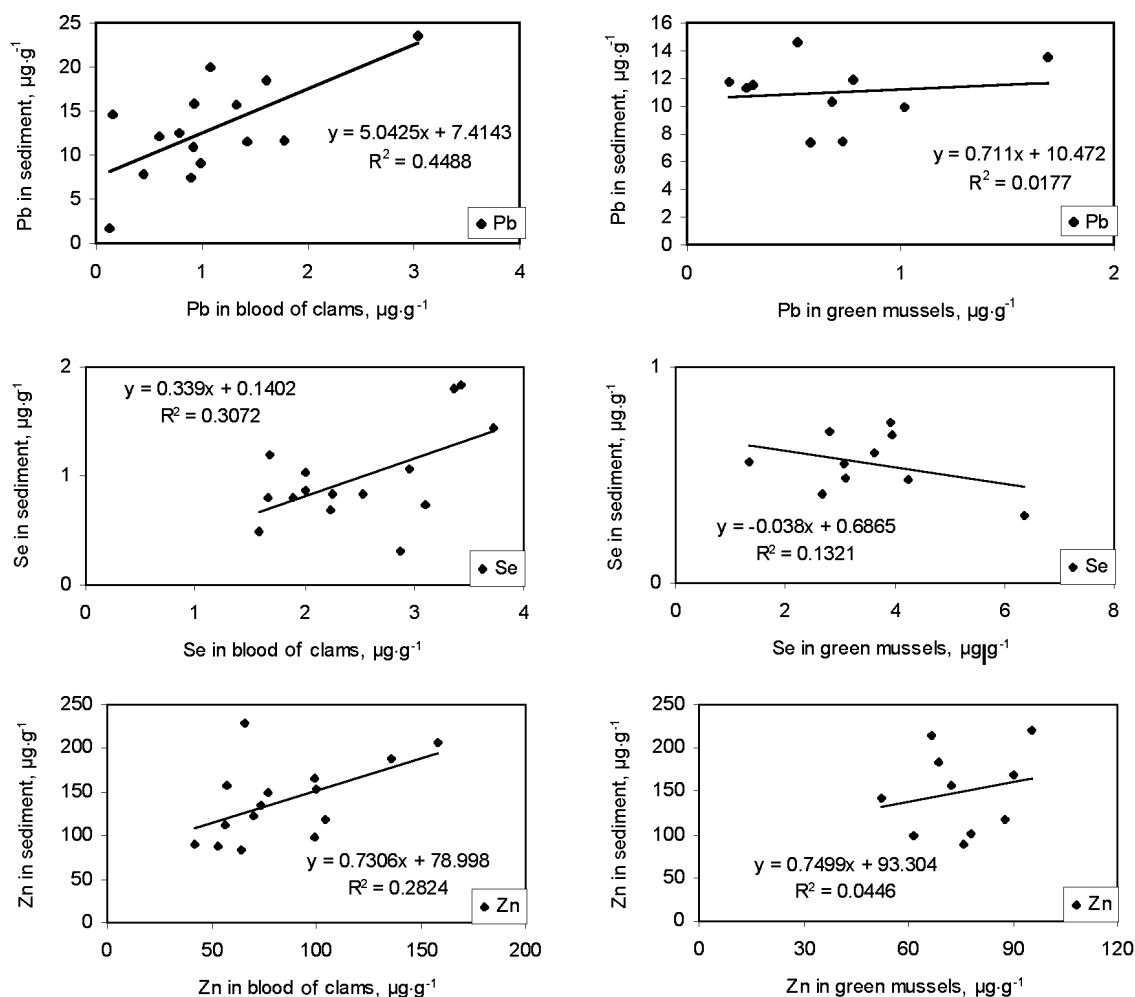 Pb in sediment, µg·g-1
25
20
15
10
5
0
y = 5.0425x + 7.4143
R2 = 0.4488
Pb
0 1 2 3 4
Pb in blood of clams, µg·g-1
Pb in sediment, µg·g-1
16
14
12
10
8
6
4
2
0
y = 0.711x + 10.472
R2 = 0.0177
Pb
0 1 2
Pb in green mussels, µg·g-1
Se in sediment, µg·g-1
2
1
0
y = 0.339x + 0.1402
R2 = 0.3072
Se
0 1 2 3 4
Se in blood of clams, µg·g-1
Se in sediment, µg.g-1
1
0
y = -0.038x + 0.6865
R2 = 0.1321
Se
0 2 4 6 8
Se in green mussels, µg|g-1
Zn in sediment, µg·g-1
250
200
150
100
50
0
y = 0.7306x + 78.998
R2 = 0.2824
Zn
0 50 100 150 200
Zn in blood of clams, µg·g-1
Zn in sediment, µg·g-1
250
200
150
100
50
0
y = 0.7499x + 93.304
R2 = 0.0446
Zn
0 30 60 90 120
Zn in green mussels, µg·g-1